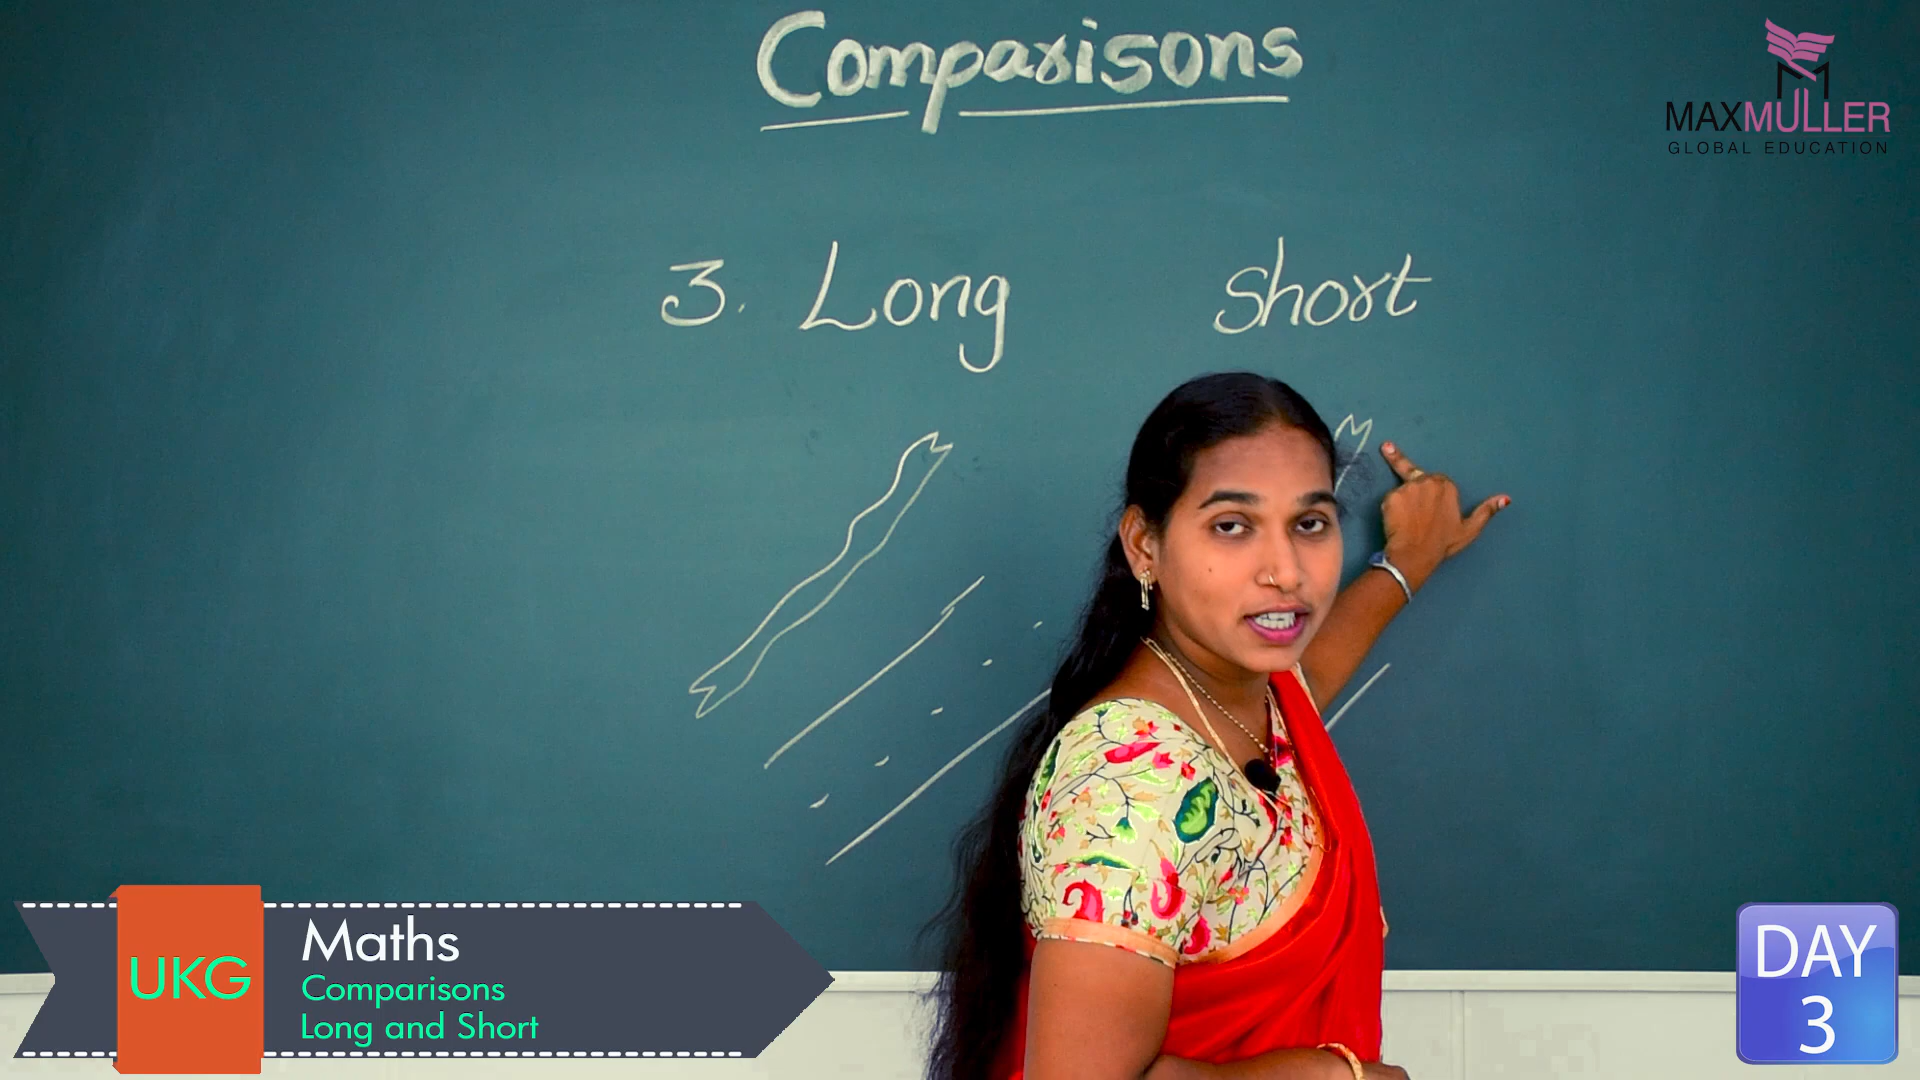 Comparisons
MAXMULLER
GLOBAL EDUCATION
3. Long short
UKG
Maths
Comparisons
Long and Short
DAY
3